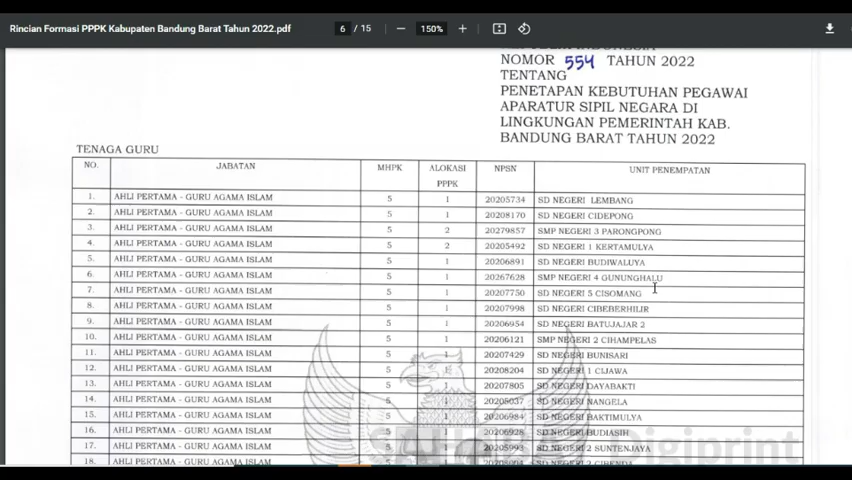 Rincian Formasi PPPK Kabupaten Bandung Barat Tahun 2022.pdf 6 / 15 150%
NOMOR 554 TAHUN 2022
TENTANG
PENETAPAN KEBUTUHAN PEGAWAI
APARATUR SIPIL NEGARA DI
LINGKUNGAN PEMERINTAH KAB.
BANDUNG BARAT TAHUN 2022
TENAGA GURU
NO. JABATAN MHPK ALOKASI PPPK NPSN UNIT PENEMPATAN
1. AHLI PERTAMA - GURU AGAMA ISLAM 5 1 20205734 SD NEGERI LEMBANG
2. AHLI PERTAMA - GURU AGAMA ISLAM 5 1 20208170 SD NEGERI CIDEPONG
3. AHLI PERTAMA - GURU AGAMA ISLAM 5 2 20279857 SMP NEGERI 3 PARONGPONG
4. AHLI PERTAMA - GURU AGAMA ISLAM 5 2 20205492 SD NEGERI 1 KERTAMULYA
5. AHLI PERTAMA - GURU AGAMA ISLAM 5 1 20206891 SD NEGERI BUDIWALUYA
6. AHLI PERTAMA - GURU AGAMA ISLAM 5 1 20267628 SMP NEGERI 4 GUNUNGHALU
7. AHLI PERTAMA - GURU AGAMA ISLAM 5 1 20207750 SD NEGERI 5 CISOMANG
8. AHLI PERTAMA - GURU AGAMA ISLAM 5 1 20207998 SD NEGERI CIBEBERHILIR
9. AHLI PERTAMA - GURU AGAMA ISLAM 5 1 20206954 SD NEGERI BATUJAJAR 2
10. AHLI PERTAMA - GURU AGAMA ISLAM 5 1 20206121 SMP NEGERI 2 CIHAMPELAS
11. AHLI PERTAMA - GURU AGAMA ISLAM 5 1 20207429 SD NEGERI BUNISARI
12. AHLI PERTAMA - GURU AGAMA ISLAM 5 1 20208204 SD NEGERI 1 CIJAWA
13. AHLI PERTAMA - GURU AGAMA ISLAM 5 1 20207805 SD NEGERI DAYABAKTI
14. AHLI PERTAMA - GURU AGAMA ISLAM 5 1 20205037 SD NEGERI NANGELA
15. AHLI PERTAMA - GURU AGAMA ISLAM 5 1 20206984 SD NEGERI BAKTIMULYA
16. AHLI PERTAMA - GURU AGAMA ISLAM 5 1 20206928 SD NEGERI BUDIASIH
17. AHLI PERTAMA - GURU AGAMA ISLAM 5 1 20205993 SD NEGERI 2 SUNTENJAYA
18. AHLI PERTAMA - GURU AGAMA ISLAM 5 1 SD NEGERI 2 CIBENDA
Digiprint